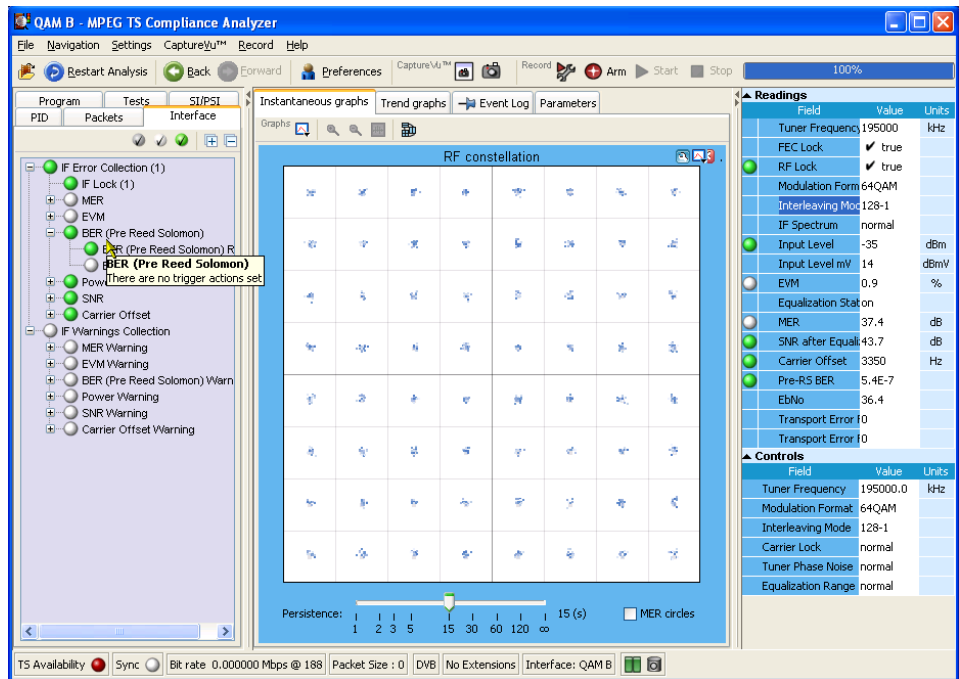 QAM B - MPEG TS Compliance Analyzer
File Navigation Settings CaptureVu™ Record Help
Restart Analysis Back Forward Preferences CaptureVu™ Record Arm Start Stop 100%
Program Tests SI/PSI
PID Packets Interface
IF Error Collection (1)
IF Lock (1)
MER
EVM
BER (Pre Reed Solomon)
BER (Pre Reed Solomon) R
BER (Pre Reed Solomon)
There are no trigger actions set
SNR
Carrier Offset
IF Warnings Collection
MER Warning
EVM Warning
BER (Pre Reed Solomon) Warn
Power Warning
SNR Warning
Carrier Offset Warning
Instantaneous graphs Trend graphs Event Log Parameters
Graphs
RF constellation
Persistence: 15 (s) MER circles
1 2 3 5 15 30 60 120 ∞
Readings
Field Value Units
Tuner Frequency 195000 kHz
FEC Lock ✔ true
RF Lock ✔ true
Modulation Form 64QAM
Interleaving Moc 128-1
IF Spectrum normal
Input Level -35 dBm
Input Level mV 14 dBmV
EVM 0.9 %
Equalization Stat on
MER 37.4 dB
SNR after Equali 43.7 dB
Carrier Offset 3350 Hz
Pre-RS BER 5.4E-7
EbNo 36.4
Transport Error F 0
Transport Error F 0
Controls
Field Value Units
Tuner Frequency 195000.0 kHz
Modulation Format 64QAM
Interleaving Mode 128-1
Carrier Lock normal
Tuner Phase Noise normal
Equalization Range normal
TS Availability Sync Bit rate 0.000000 Mbps @ 188 Packet Size : 0 DVB No Extensions Interface: QAM B